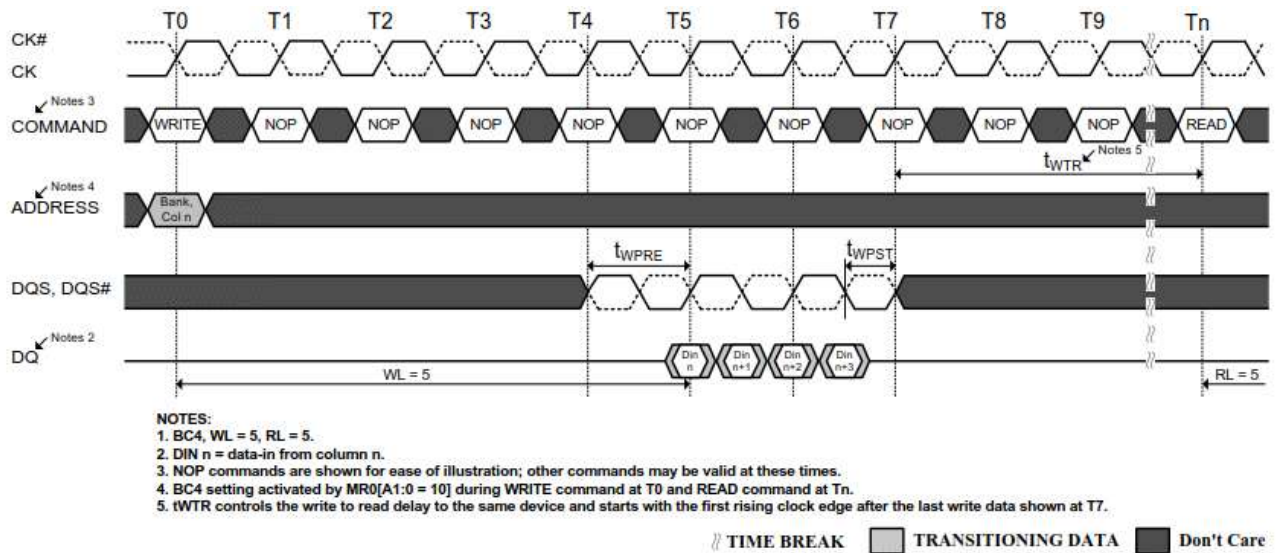 T0 T1 T2 T3 T4 T5 T6 T7 T8 T9 Tn
CK#
CK
Notes 3
COMMAND WRITE NOP NOP NOP NOP NOP NOP NOP NOP NOP READ
tWTR Notes 5
Notes 4
ADDRESS Bank, Col n
tWPRE tWPST
DQS, DQS#
Notes 2
DQ Din n Din n+1 Din n+2 Din n+3
WL = 5 RL = 5
NOTES:
1. BC4, WL = 5, RL = 5.
2. DIN n = data-in from column n.
3. NOP commands are shown for ease of illustration; other commands may be valid at these times.
4. BC4 setting activated by MR0[A1:0 = 10] during WRITE command at T0 and READ command at Tn.
5. tWTR controls the write to read delay to the same device and starts with the first rising clock edge after the last write data shown at T7.
TIME BREAK TRANSITIONING DATA Don't Care